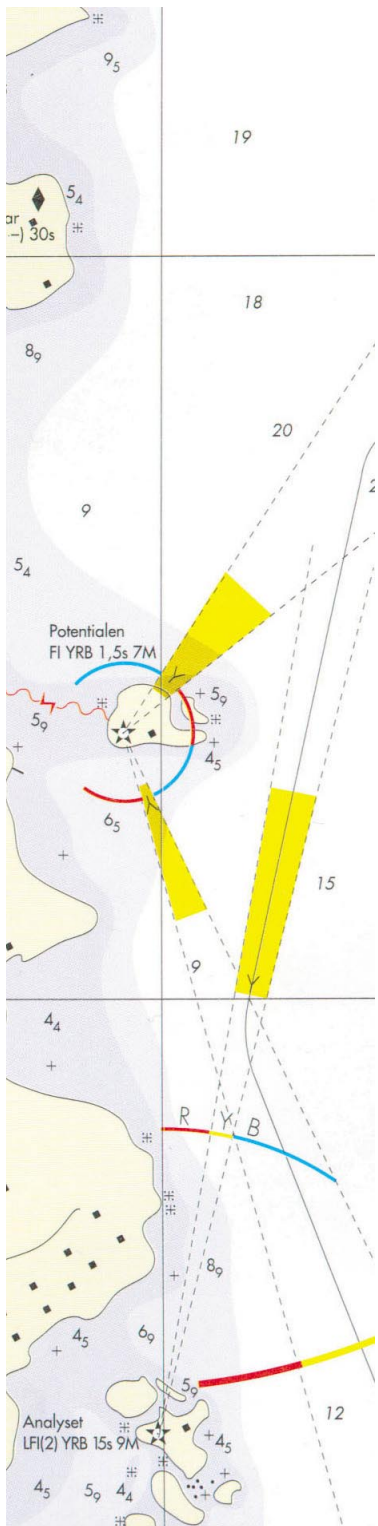 9₅
19
5₄
ar
–) 30s
18
8₉
20
2
9
5₄
Potentialen
Fl YRB 1,5s 7M
Y
5₉
5₉
4₅
Y
6₅
15
9
Y
4₄
R Y B
8₉
4₅ 6₉
5₉
12
Analyset
LFl(2) YRB 15s 9M
4₅
4₅ 5₉ 4₄